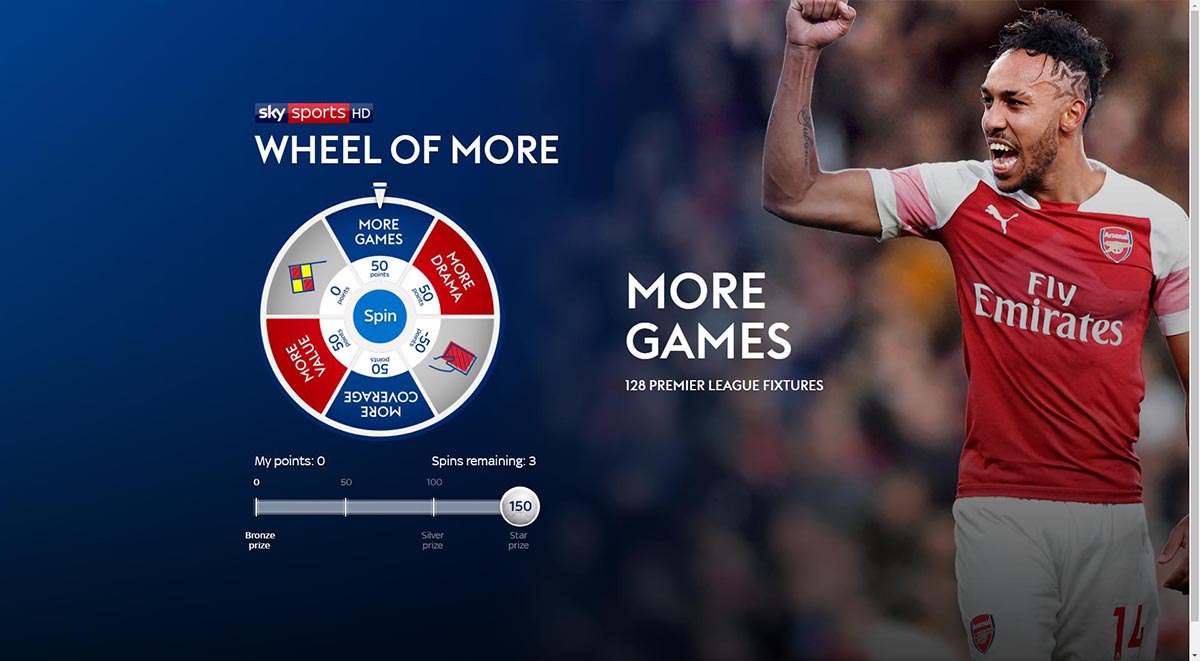 sky sports HD
WHEEL OF MORE
MORE
GAMES
50
points
MORE
DRAMA
50
points
-50
points
MORE
COVERAGE
50
points
MORE
VALUE
50
points
0
points
Spin
My points: 0
Spins remaining: 3
0
50
100
150
Bronze
prize
Silver
prize
Star
prize
MORE
GAMES
128 PREMIER LEAGUE FIXTURES
Arsenal
Fly
Emirates
Arsenal
14